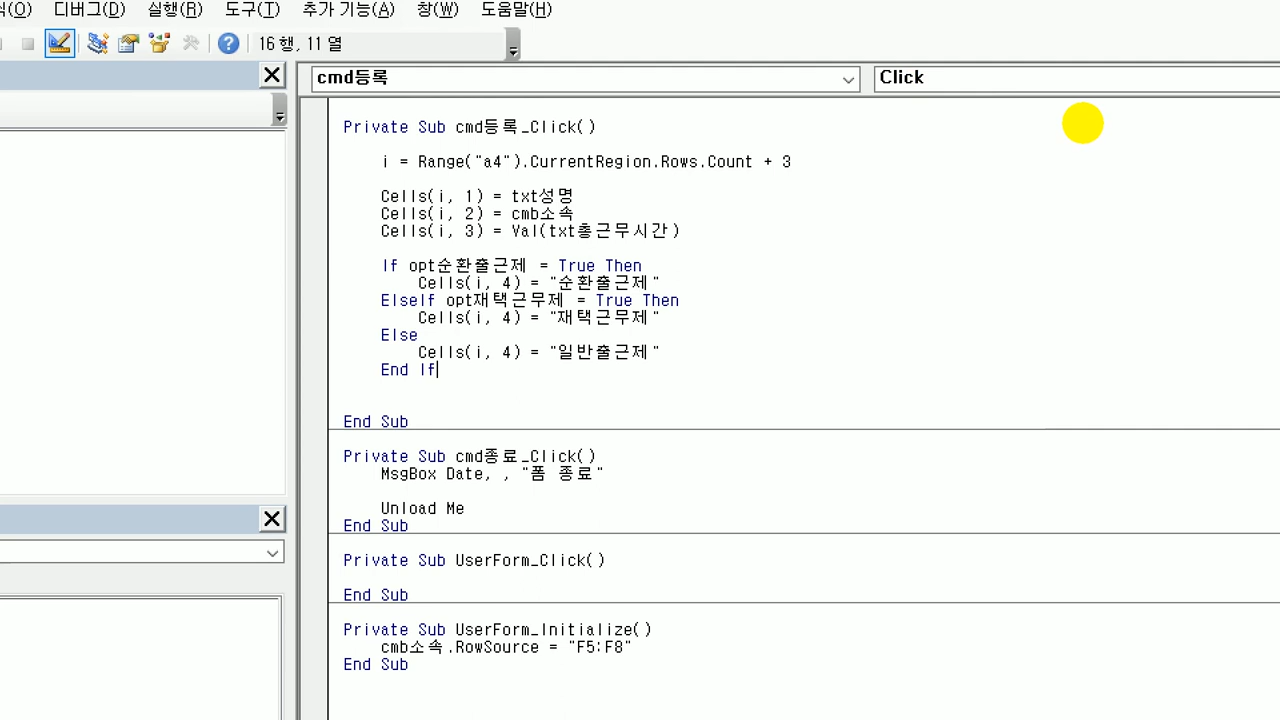 식(O) 디버그(D) 실행(R) 도구(T) 추가 기능(A) 창(W) 도움말(H)
16 행, 11 열
cmd등록 Click
Private Sub cmd등록_Click()
i = Range("a4").CurrentRegion.Rows.Count + 3
Cells(i, 1) = txt성명
Cells(i, 2) = cmb소속
Cells(i, 3) = Val(txt총근무시간)
If opt순환출근제 = True Then
Cells(i, 4) = "순환출근제"
ElseIf opt재택근무제 = True Then
Cells(i, 4) = "재택근무제"
Else
Cells(i, 4) = "일반출근제"
End If
End Sub
Private Sub cmd종료_Click()
MsgBox Date, , "폼 종료"
Unload Me
End Sub
Private Sub UserForm_Click()
End Sub
Private Sub UserForm_Initialize()
cmb소속.RowSource = "F5:F8"
End Sub